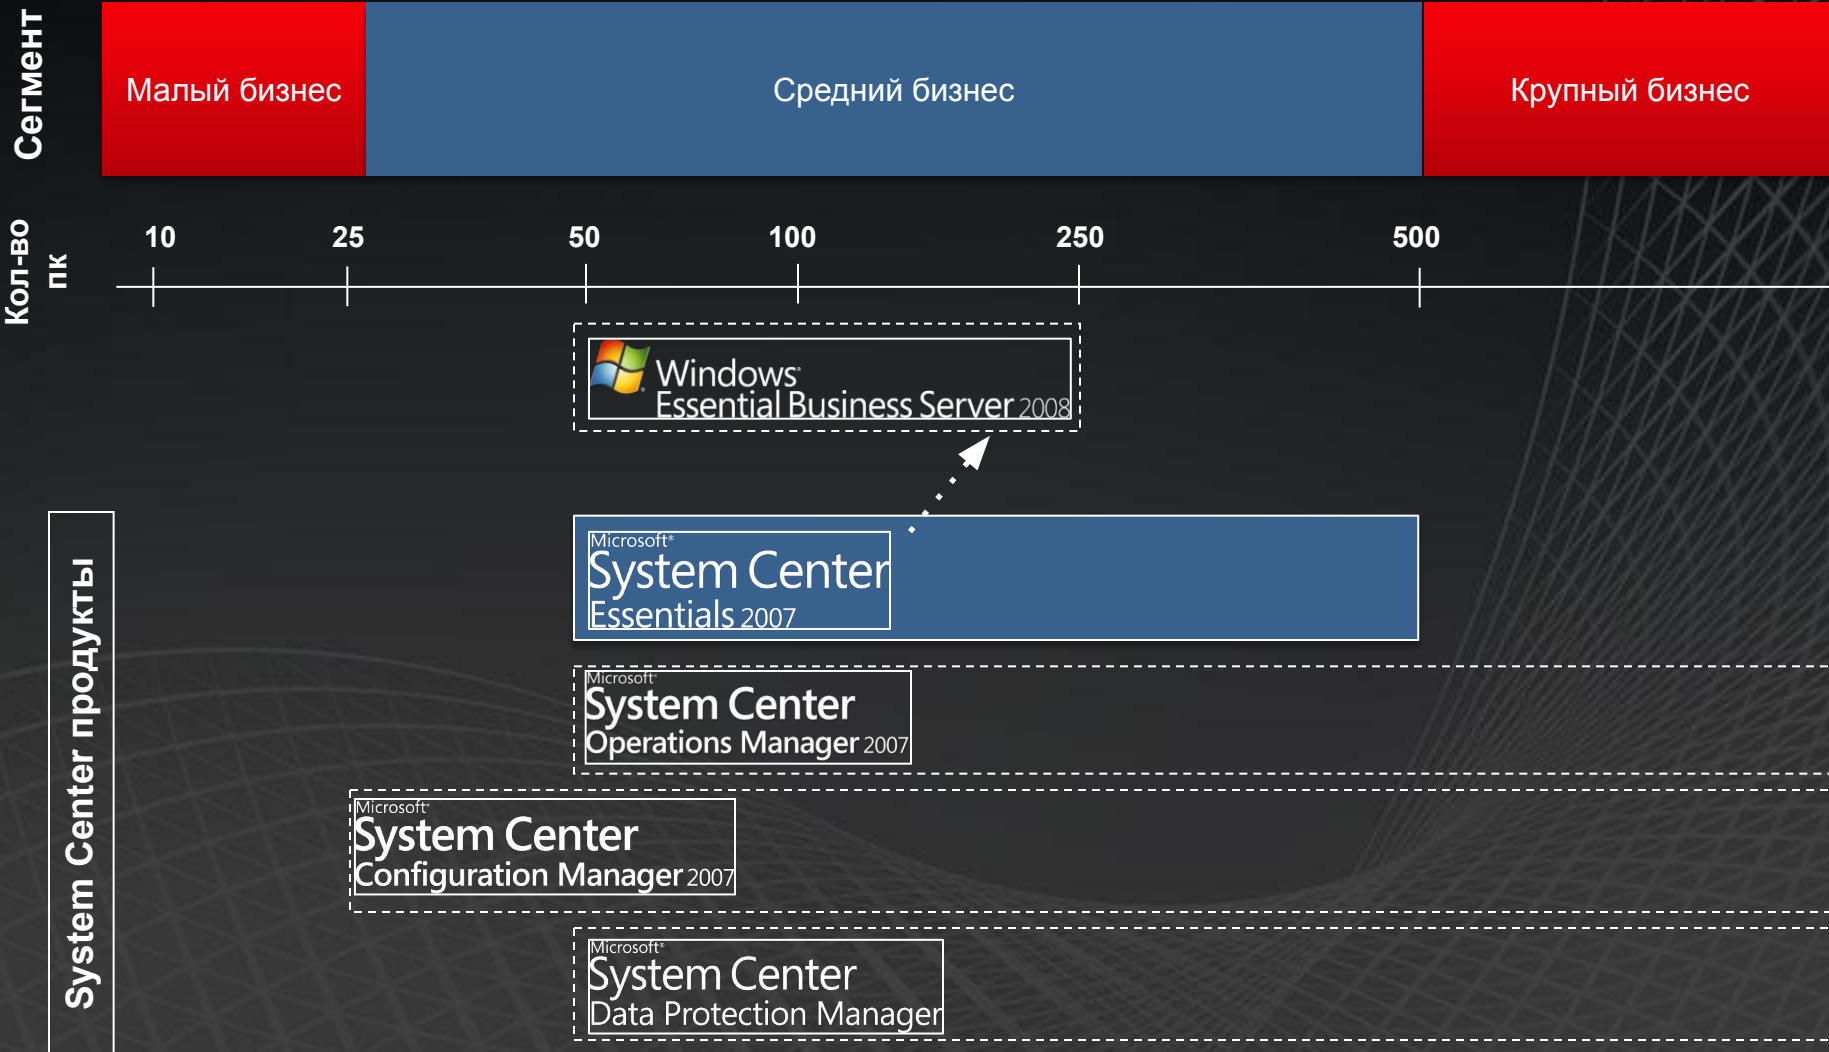 Сегмент
Малый бизнес
Средний бизнес
Крупный бизнес
Кол-во
пк
10 25 50 100 250 500
Windows
Essential Business Server 2008
System Center продукты
Microsoft®
System Center
Essentials 2007
Microsoft
System Center
Operations Manager 2007
Microsoft
System Center
Configuration Manager 2007
Microsoft®
System Center
Data Protection Manager